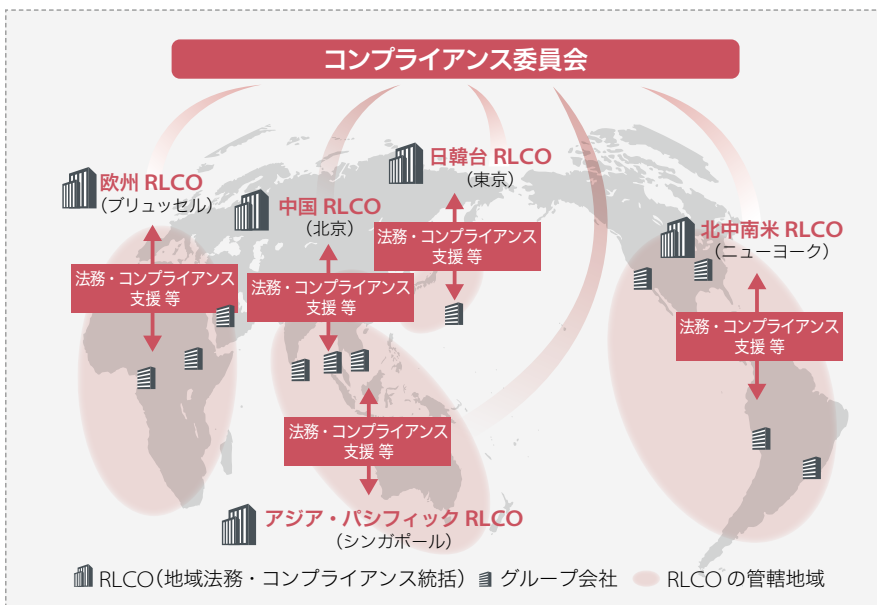 コンプライアンス委員会
欧州 RLCO
(ブリュッセル)
中国 RLCO
(北京)
日韓台 RLCO
(東京)
北中南米 RLCO
(ニューヨーク)
法務・コンプライアンス
支援 等
法務・コンプライアンス
支援 等
法務・コンプライアンス
支援 等
法務・コンプライアンス
支援 等
法務・コンプライアンス
支援 等
アジア・パシフィック RLCO
(シンガポール)
RLCO(地域法務・コンプライアンス統括) グループ会社 RLCO の管轄地域